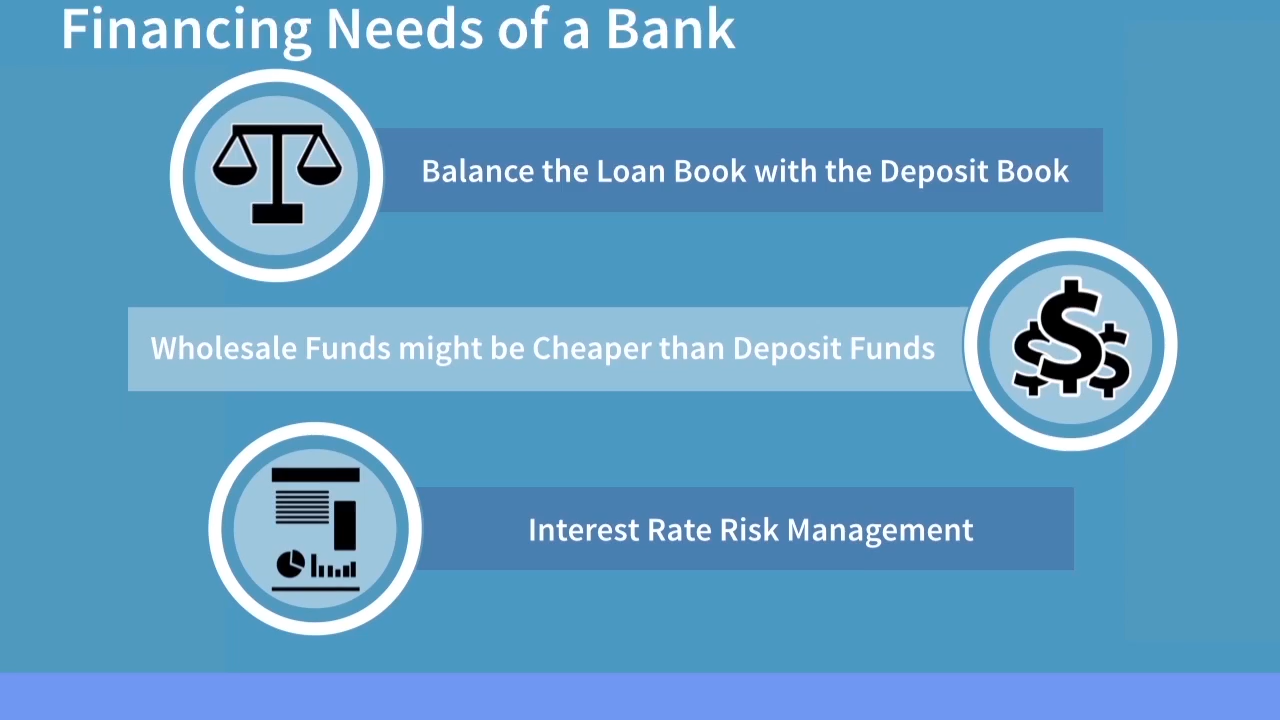 Financing Needs of a Bank
Balance the Loan Book with the Deposit Book
Wholesale Funds might be Cheaper than Deposit Funds
Interest Rate Risk Management